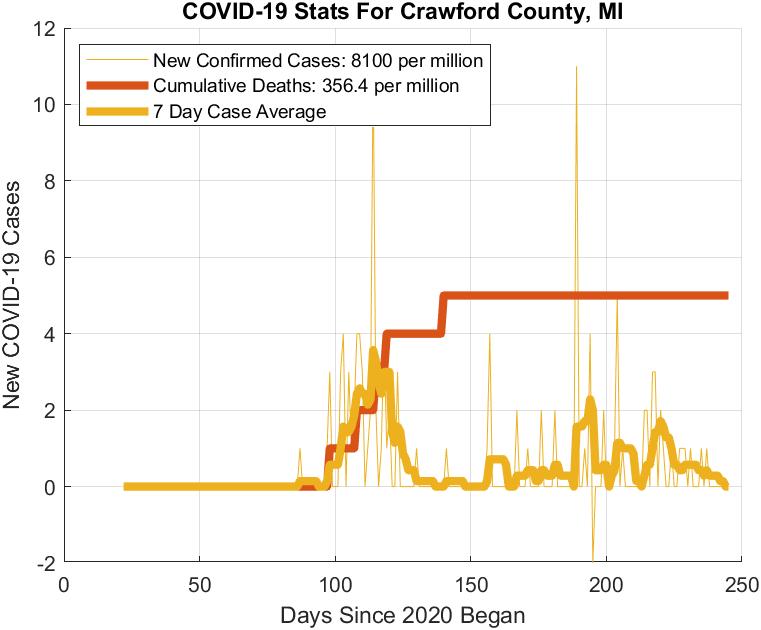 COVID-19 Stats For Crawford County, MI
New Confirmed Cases: 8100 per million
Cumulative Deaths: 356.4 per million
7 Day Case Average
New COVID-19 Cases
12
10
8
6
4
2
0
-2
0 50 100 150 200 250
Days Since 2020 Began